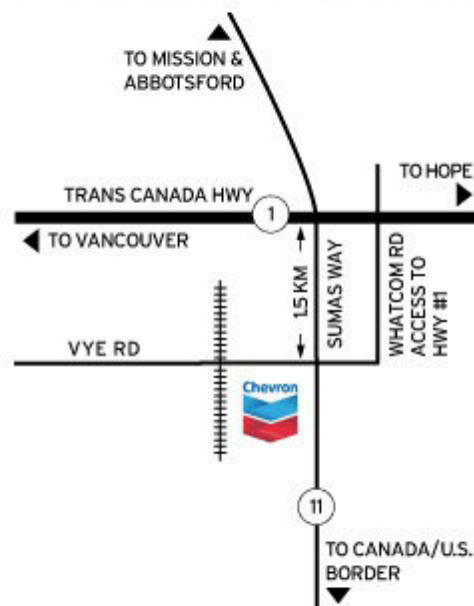 TO MISSION &
ABBOTSFORD
TO HOPE
TRANS CANADA HWY
1
TO VANCOUVER
1.5 KM
SUMAS WAY
WHATCOM RD
ACCESS TO
HWY #1
VYE RD
Chevron
11
TO CANADA/U.S.
BORDER